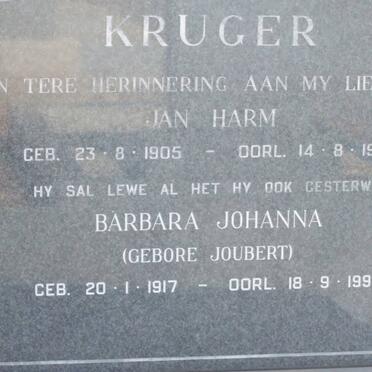 KRUGER
N TERE HERINNERING AAN MY LIE
JAN HARM
GEB. 23·8·1905 – OORL. 14·8·19
HY SAL LEWE AL HET HY OOK GESTERW
BARBARA JOHANNA
(GEBORE JOUBERT)
GEB. 20·1·1917 – OORL. 18·9·199